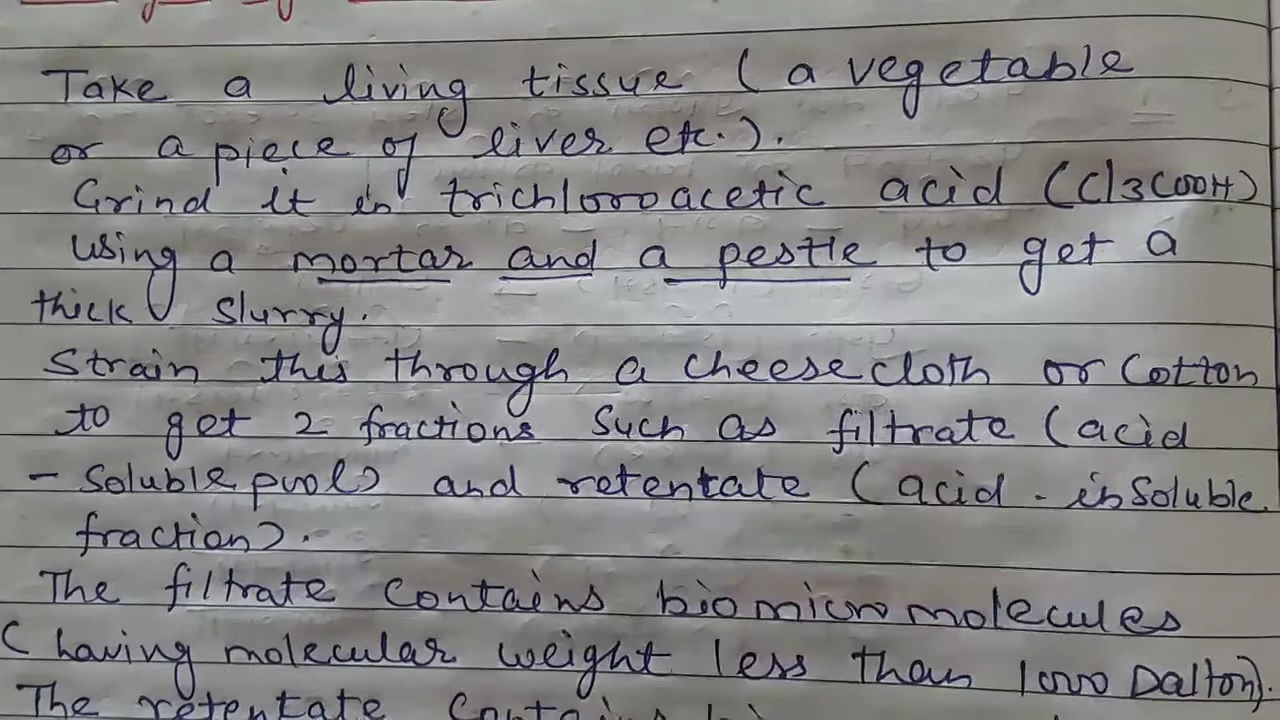 Take a living tissue (a vegetable
or a piece of liver etc.).
Grind it in trichloroacetic acid (Cl3COOH)
using a mortar and a pestle to get a
thick slurry.
Strain this through a cheesecloth or cotton
to get 2 fractions such as filtrate (acid
- soluble pool) and retentate (acid - insoluble
fraction).
The filtrate contains biomicromolecules
(having molecular weight less than 1000 Dalton).
The retentate contains